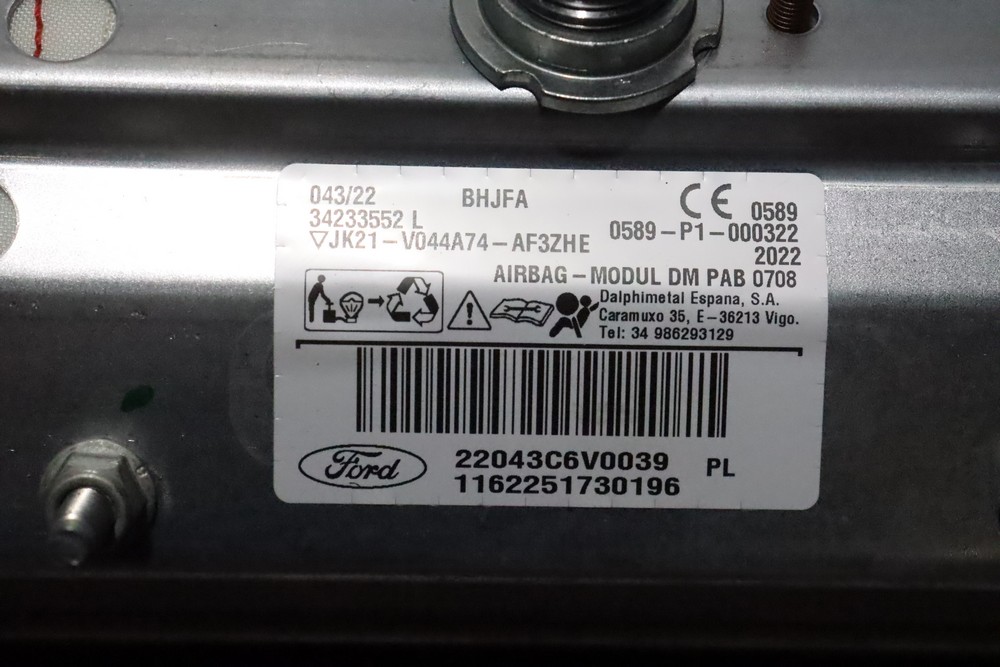 043/22 BHJFA CE 0589
34233552 L 0589-P1-000322
▽JK21-V044A74-AF3ZHE 2022
AIRBAG-MODUL DM PAB 0708
Dalphimetal Espana, S.A.
Caramuxo 35, E-36213 Vigo.
Tel: 34 986293129
Ford 22043C6V0039 PL
1162251730196